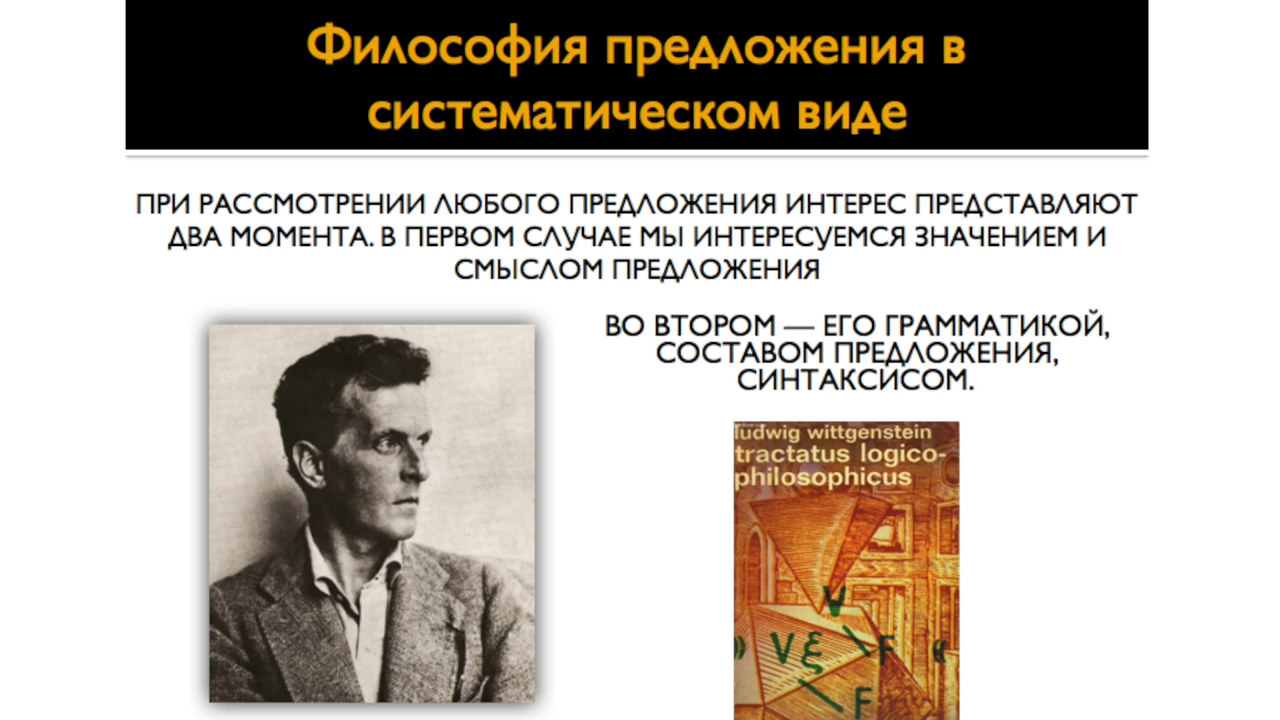 Философия предложения в
систематическом виде
ПРИ РАССМОТРЕНИИ ЛЮБОГО ПРЕДЛОЖЕНИЯ ИНТЕРЕС ПРЕДСТАВЛЯЮТ
ДВА МОМЕНТА. В ПЕРВОМ СЛУЧАЕ МЫ ИНТЕРЕСУЕМСЯ ЗНАЧЕНИЕМ И
СМЫСЛОМ ПРЕДЛОЖЕНИЯ
ВО ВТОРОМ — ЕГО ГРАММАТИКОЙ,
СОСТАВОМ ПРЕДЛОЖЕНИЯ,
СИНТАКСИСОМ.
ludwig wittgenstein
tractatus logico-
philosophicus
V
» Vξ \ F «
\ F